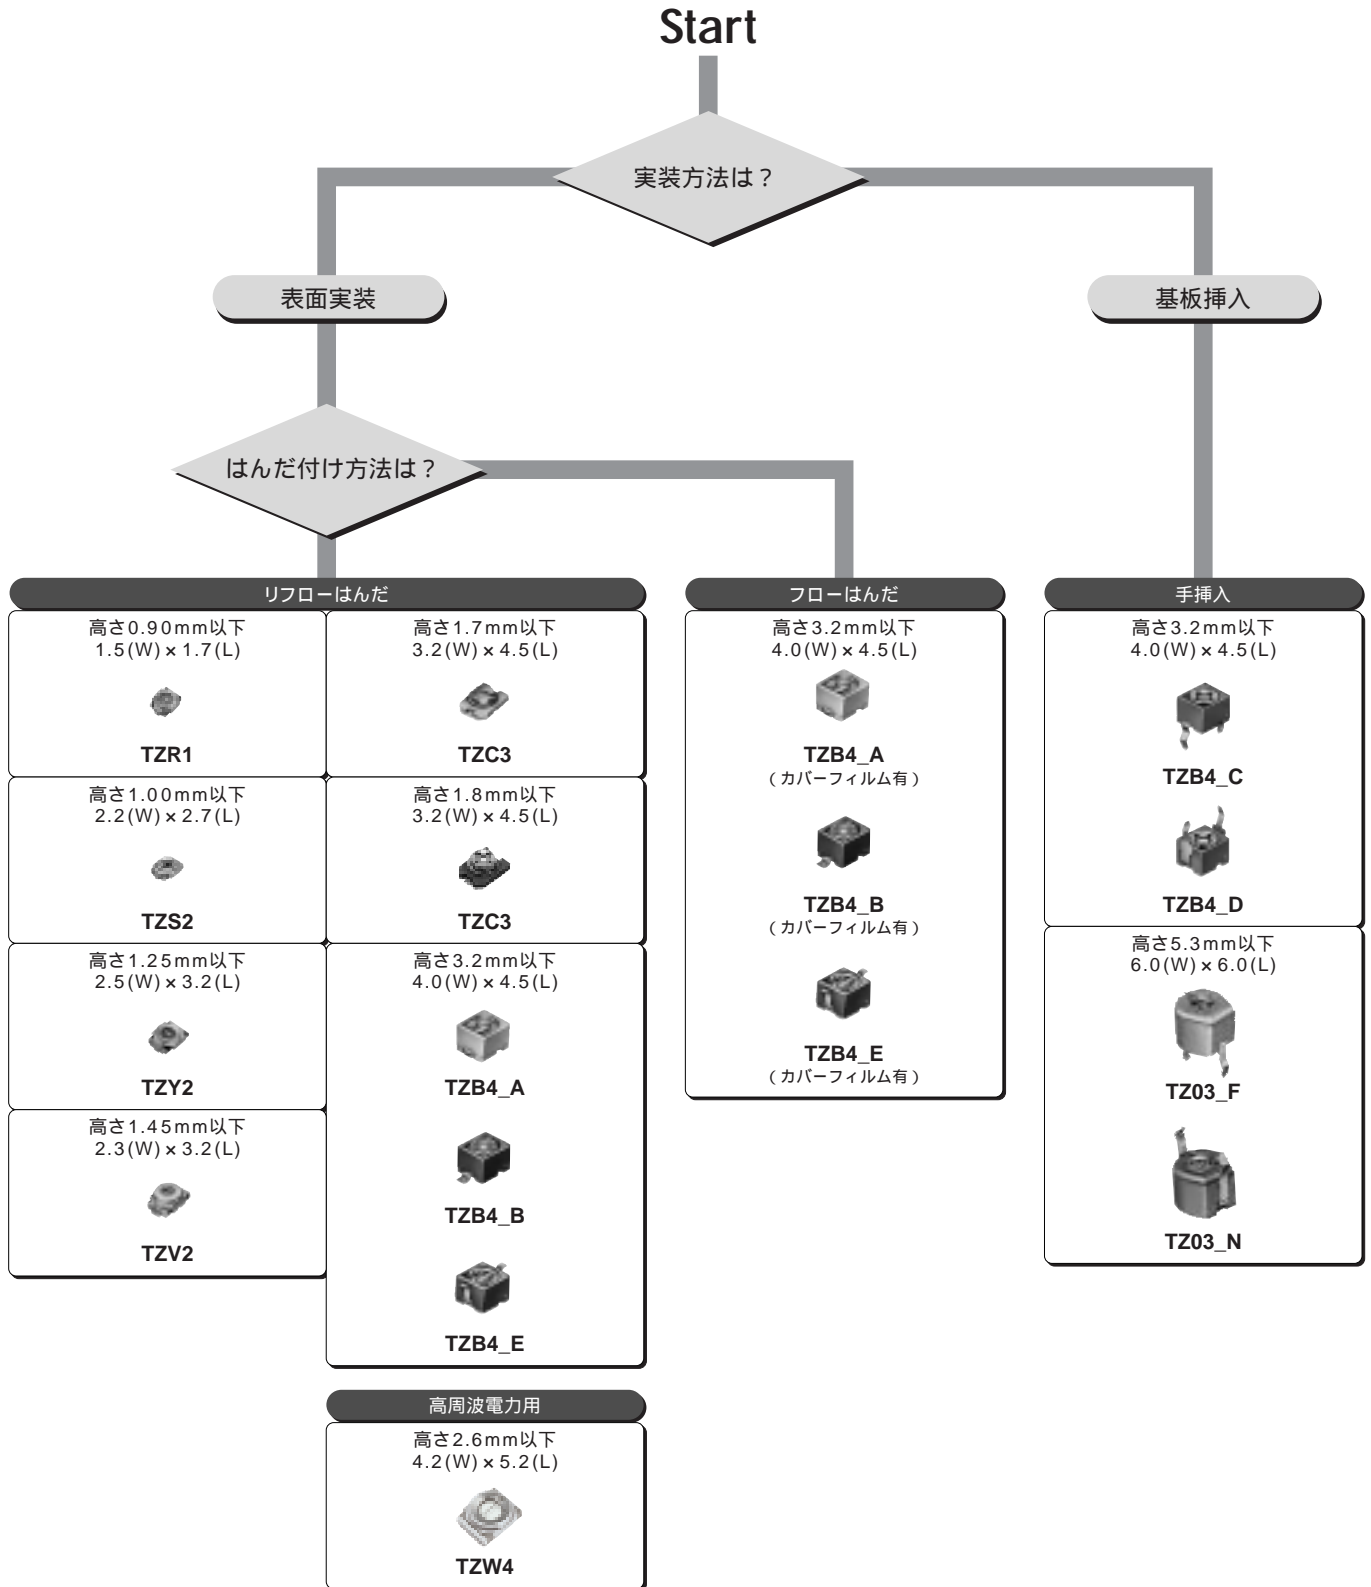 Start
実装方法は？
表面実装
基板挿入
はんだ付け方法は？
リフローはんだ
高さ0.90mm以下
1.5(W)×1.7(L)
TZR1
高さ1.00mm以下
2.2(W)×2.7(L)
TZS2
高さ1.25mm以下
2.5(W)×3.2(L)
TZY2
高さ1.45mm以下
2.3(W)×3.2(L)
TZV2
高さ1.7mm以下
3.2(W)×4.5(L)
TZC3
高さ1.8mm以下
3.2(W)×4.5(L)
TZC3
高さ3.2mm以下
4.0(W)×4.5(L)
TZB4_A
TZB4_B
TZB4_E
高周波電力用
高さ2.6mm以下
4.2(W)×5.2(L)
TZW4
フローはんだ
高さ3.2mm以下
4.0(W)×4.5(L)
TZB4_A
（カバーフィルム有）
TZB4_B
（カバーフィルム有）
TZB4_E
（カバーフィルム有）
手挿入
高さ3.2mm以下
4.0(W)×4.5(L)
TZB4_C
TZB4_D
高さ5.3mm以下
6.0(W)×6.0(L)
TZ03_F
TZ03_N